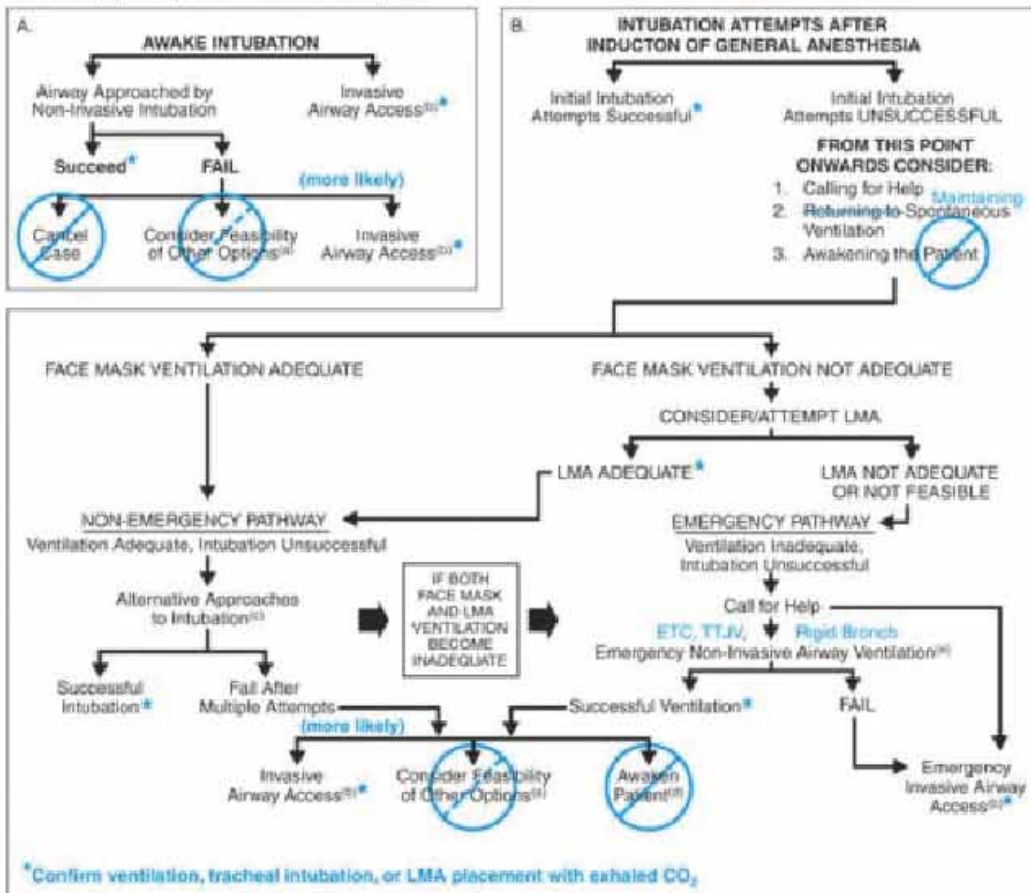 A.
AWAKE INTUBATION
Airway Approached by
Non-Invasive Intubation
Invasive
Airway Access(b)*
Succeed*
FAIL
(more likely)
Cancel
Case
Consider Feasibility
of Other Options(a)
Invasive
Airway Access(b)*
B.
INTUBATION ATTEMPTS AFTER
INDUCTON OF GENERAL ANESTHESIA
Initial Intubation
Attempts Successful*
Initial Intubation
Attempts UNSUCCESSFUL
FROM THIS POINT
ONWARDS CONSIDER:
1. Calling for Help
Maintaining
2. Returning to Spontaneous
Ventilation
3. Awakening the Patient
FACE MASK VENTILATION ADEQUATE
FACE MASK VENTILATION NOT ADEQUATE
CONSIDER/ATTEMPT LMA
LMA ADEQUATE*
LMA NOT ADEQUATE
OR NOT FEASIBLE
NON-EMERGENCY PATHWAY
Ventilation Adequate, Intubation Unsuccessful
EMERGENCY PATHWAY
Ventilation Inadequate,
Intubation Unsuccessful
Alternative Approaches
to Intubation(c)
IF BOTH
FACE MASK
AND LMA
VENTILATION
BECOME
INADEQUATE
Call for Help
ETC, TTJV, Rigid Bronch
Emergency Non-Invasive Airway Ventilation(e)
Successful
Intubation*
Fail After
Multiple Attempts
Successful Ventilation*
FAIL
(more likely)
Invasive
Airway Access(b)*
Consider Feasibility
of Other Options(a)
Awaken
Patient(d)
Emergency
Invasive Airway
Access(b)*
*Confirm ventilation, tracheal intubation, or LMA placement with exhaled CO₂